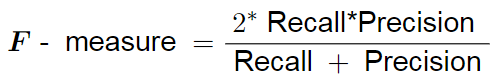 F - measure = 2* Recall*Precision
Recall + Precision